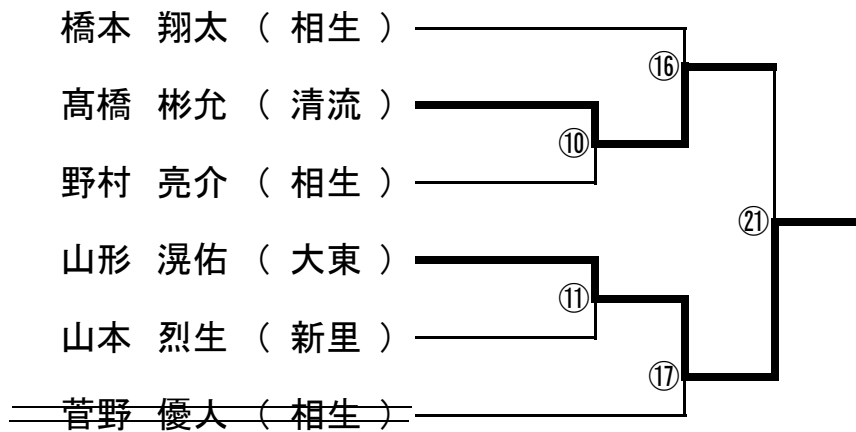 橋本 翔太 ( 相生 )
⑯
髙橋 彬允 ( 清流 )
⑩
野村 亮介 ( 相生 )
㉑
山形 滉佑 ( 大東 )
⑪
山本 烈生 ( 新里 )
⑰
菅野 優人 ( 相生 )